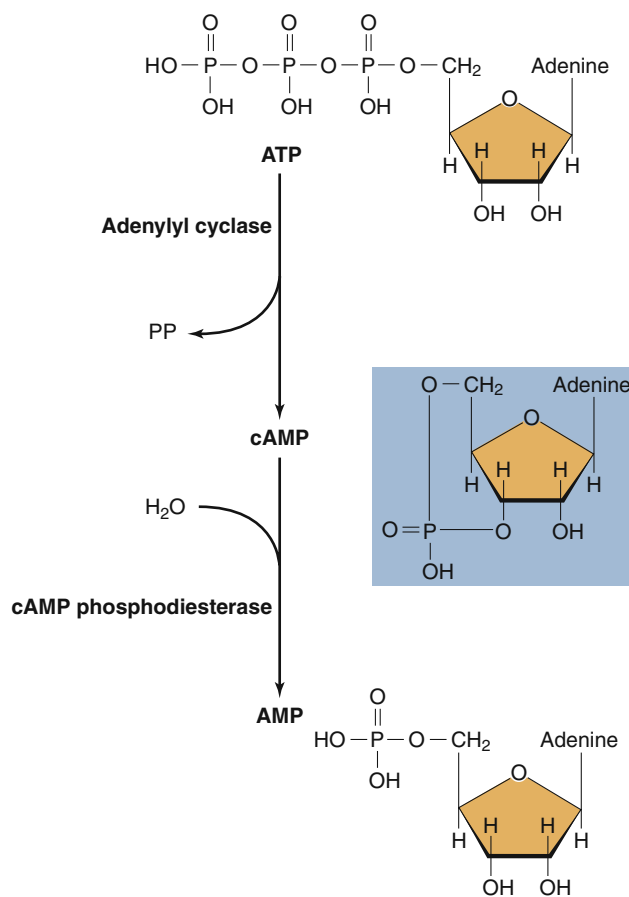 O O O
HO P O P O P O CH2 Adenine
OH OH OH O
H H H H
OH OH
ATP
Adenylyl cyclase
PP
O CH2 Adenine
O
cAMP
H H H H
H2O
O P O OH
OH
cAMP phosphodiesterase
AMP
O
HO P O CH2 Adenine
OH O
H H H H
OH OH